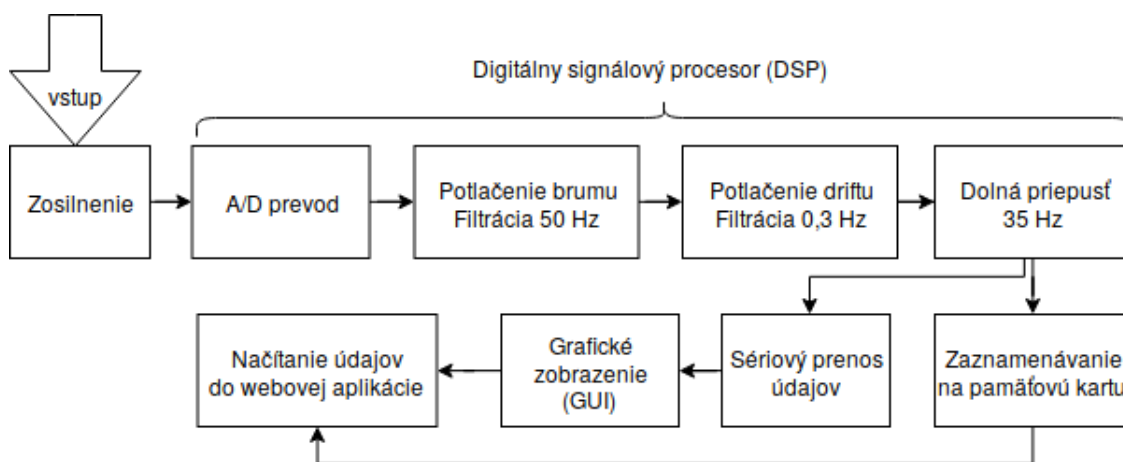 Digitálny signálový procesor (DSP)
vstup
Zosilnenie
A/D prevod
Potlačenie brumu
Filtrácia 50 Hz
Potlačenie driftu
Filtrácia 0,3 Hz
Dolná priepusť
35 Hz
Načítanie údajov
do webovej aplikácie
Grafické
zobrazenie
(GUI)
Sériový prenos
údajov
Zaznamenávanie
na pamäťovú kartu